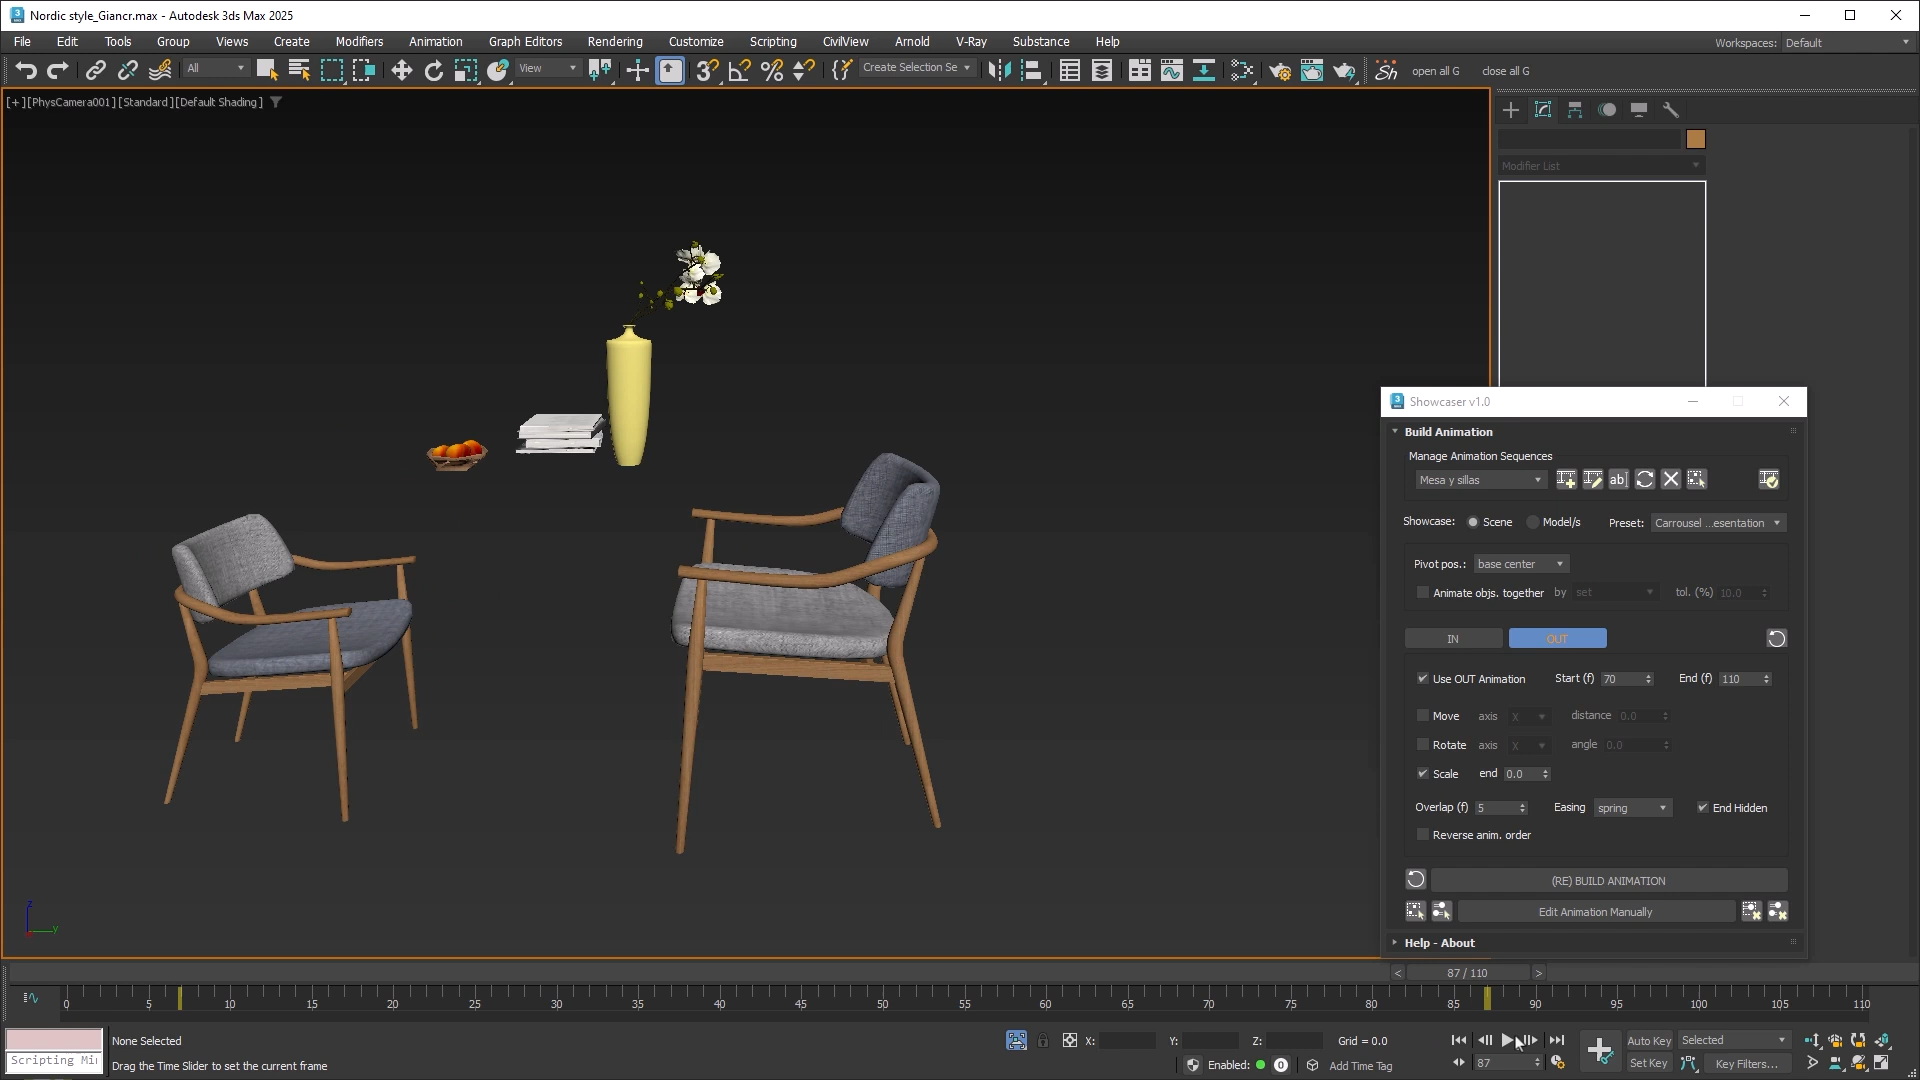 Nordic style_Giancr.max - Autodesk 3ds Max 2025
File Edit Tools Group Views Create Modifiers Animation Graph Editors Rendering Customize Scripting CivilView Arnold V-Ray Substance Help
Workspaces: Default
All View Create Selection Se Sh open all G close all G
[+][PhysCamera001][Standard][Default Shading]
Modifier List
Showcaser v1.0
Build Animation
Manage Animation Sequences
Mesa y sillas
Showcase: Scene Model/s Preset: Carrousel ...esentation
Pivot pos.: base center
Animate objs. together by set tol. (%) 10.0
IN OUT
Use OUT Animation Start (f) 70 End (f) 110
Move axis X distance 0.0
Rotate axis X angle 0.0
Scale end 0.0
Overlap (f) 5 Easing spring End Hidden
Reverse anim. order
(RE) BUILD ANIMATION
Edit Animation Manually
Help - About
z
y
< 87 / 110 >
0 5 10 15 20 25 30 35 40 45 50 55 60 65 70 75 80 85 90 95 100 105 110
None Selected X: Y: Z: Grid = 0.0 Auto Key Selected
Scripting Mi Drag the Time Slider to set the current frame Enabled: 0 Add Time Tag 87 Set Key Key Filters...